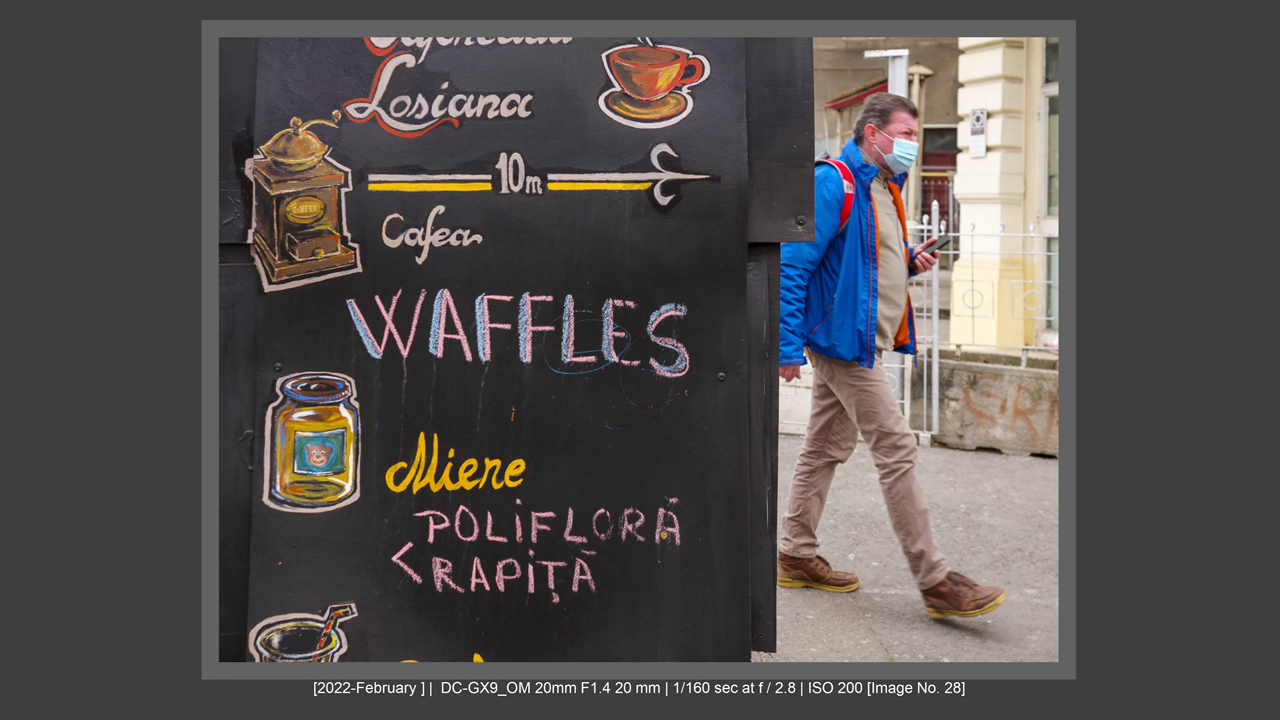 Losiana
10m
Cafea
WAFFLES
Miere
POLiFLORĂ
RAPiȚĂ
[2022-February ] | DC-GX9_OM 20mm F1.4 20 mm | 1/160 sec at f / 2.8 | ISO 200 [Image No. 28]